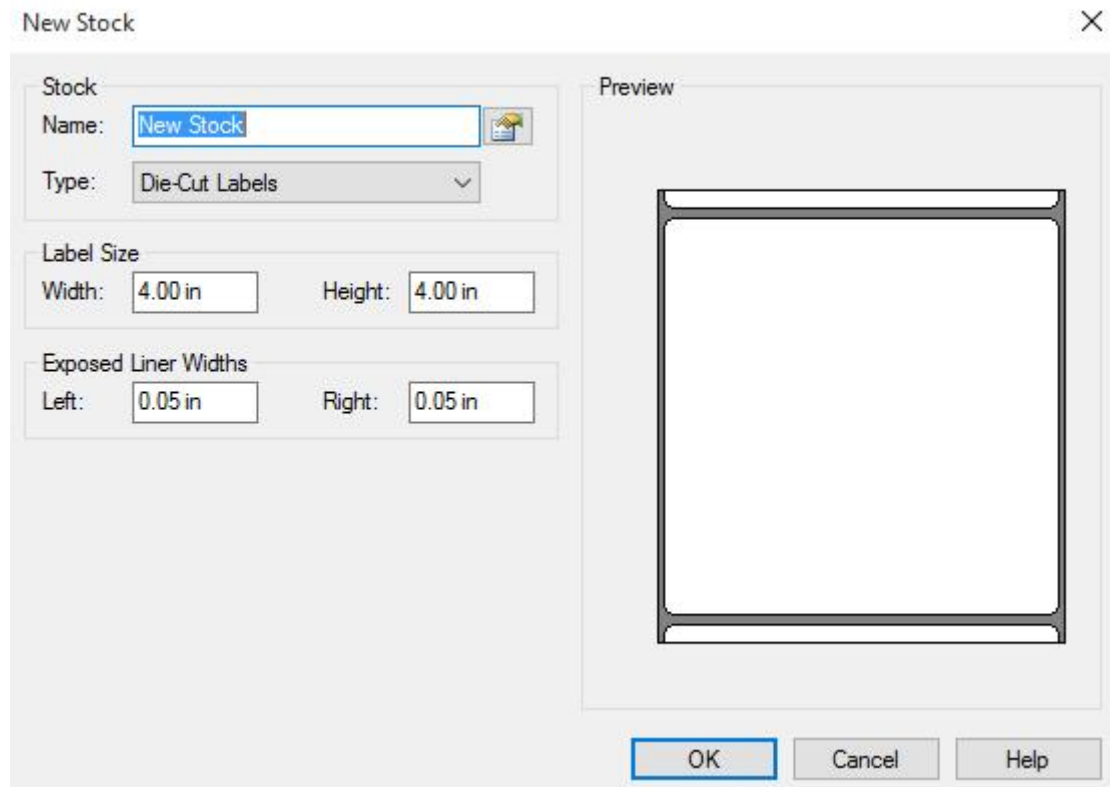 New Stock
Stock
Name: New Stock
Type: Die-Cut Labels
Label Size
Width: 4.00 in Height: 4.00 in
Exposed Liner Widths
Left: 0.05 in Right: 0.05 in
Preview
OK Cancel Help